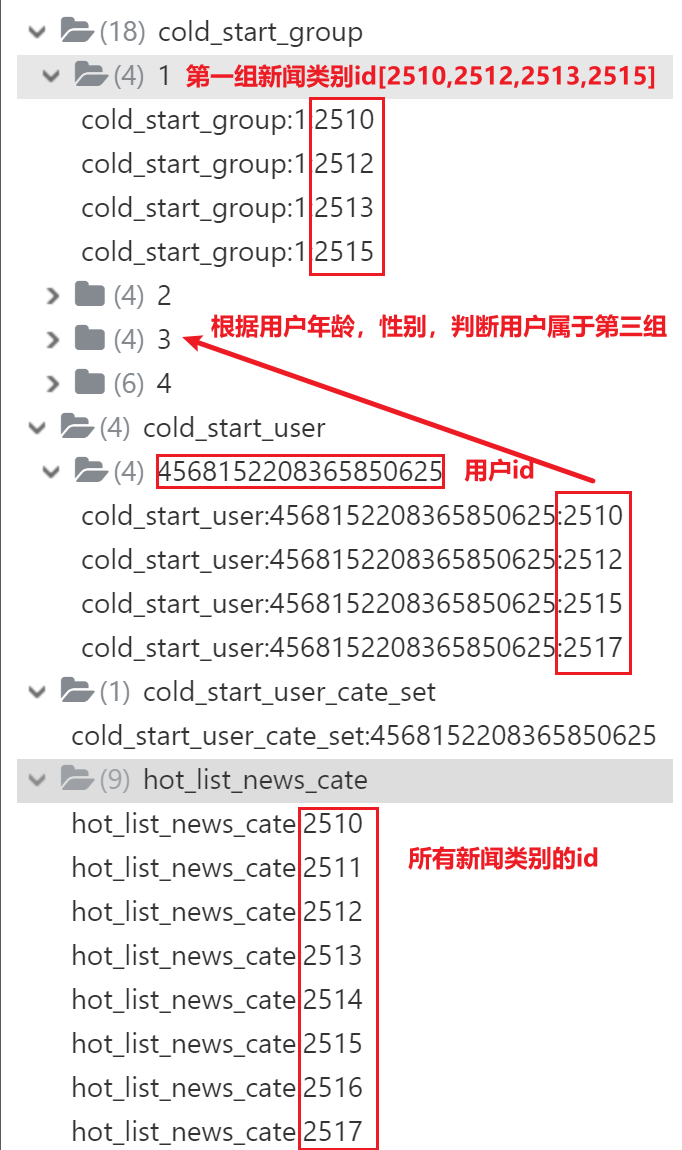 (18) cold_start_group
(4) 1 第一组新闻类别id[2510,2512,2513,2515]
cold_start_group:1:2510
cold_start_group:1:2512
cold_start_group:1:2513
cold_start_group:1:2515
(4) 2
根据用户年龄，性别，判断用户属于第三组
(4) 3
(6) 4
(4) cold_start_user
(4) 4568152208365850625 用户id
cold_start_user:4568152208365850625:2510
cold_start_user:4568152208365850625:2512
cold_start_user:4568152208365850625:2515
cold_start_user:4568152208365850625:2517
(1) cold_start_user_cate_set
cold_start_user_cate_set:4568152208365850625
(9) hot_list_news_cate
hot_list_news_cate:2510
所有新闻类别的id
hot_list_news_cate:2511
hot_list_news_cate:2512
hot_list_news_cate:2513
hot_list_news_cate:2514
hot_list_news_cate:2515
hot_list_news_cate:2516
hot_list_news_cate:2517